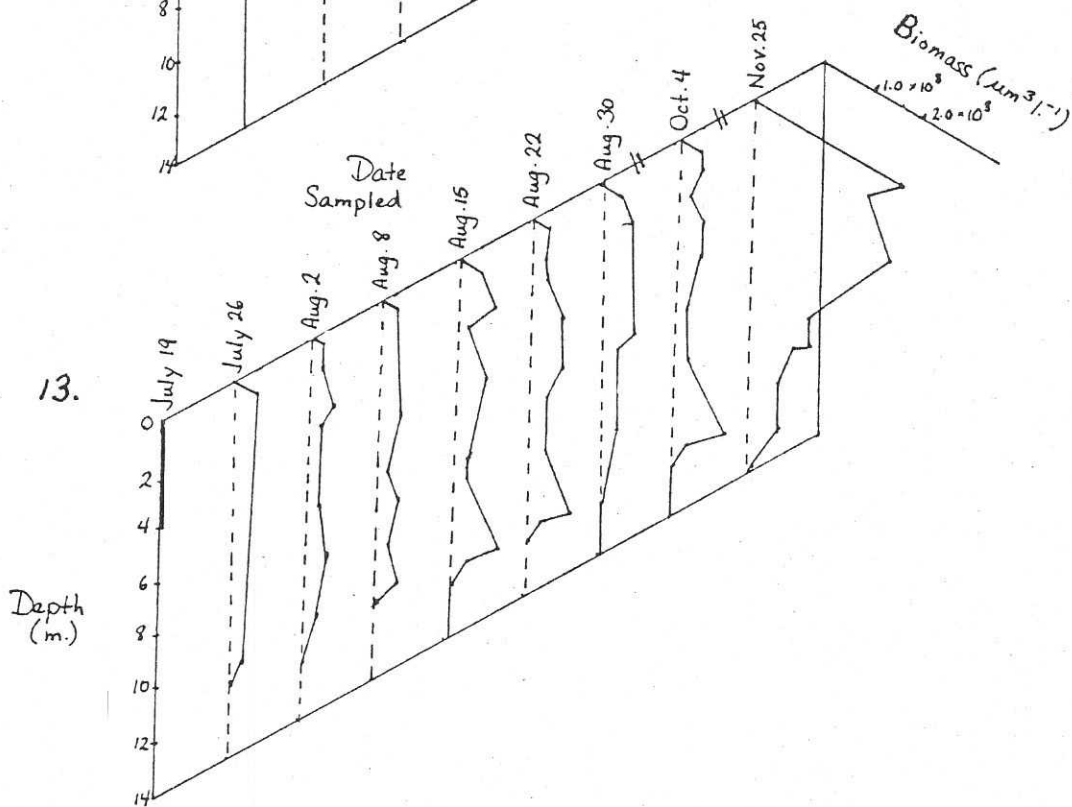 8
10
12
14
Biomass (µm³ l.⁻¹)
1.0 × 10⁸
2.0 × 10⁸
Date
Sampled
July 19
July 26
Aug. 2
Aug. 8
Aug. 15
Aug. 22
Aug. 30
Oct. 4
Nov. 25
13.
0
2
4
6
8
10
12
14
Depth
(m.)